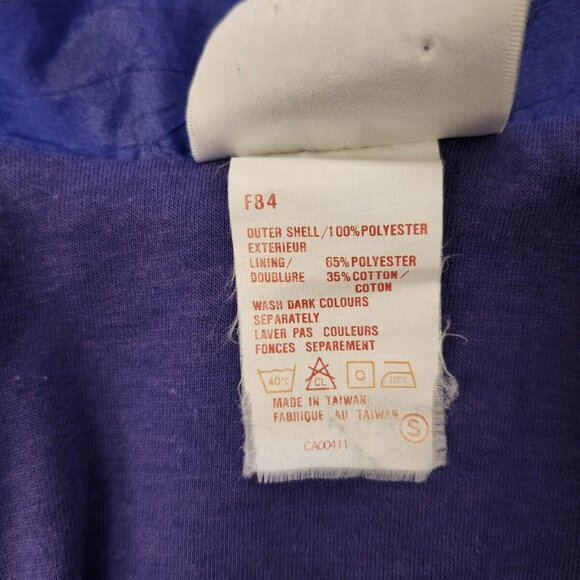 F84
OUTER SHELL/100% POLYESTER
EXTERIEUR
LINING/ 65% POLYESTER
DOUBLURE 35% COTTON/
COTON
WASH DARK COLOURS
SEPARATELY
LAVER PAS COULEURS
FONCES SEPAREMENT
40°C CL 110°C
MADE IN TAIWAN
FABRIQUE AU TAIWAN S
CA00411